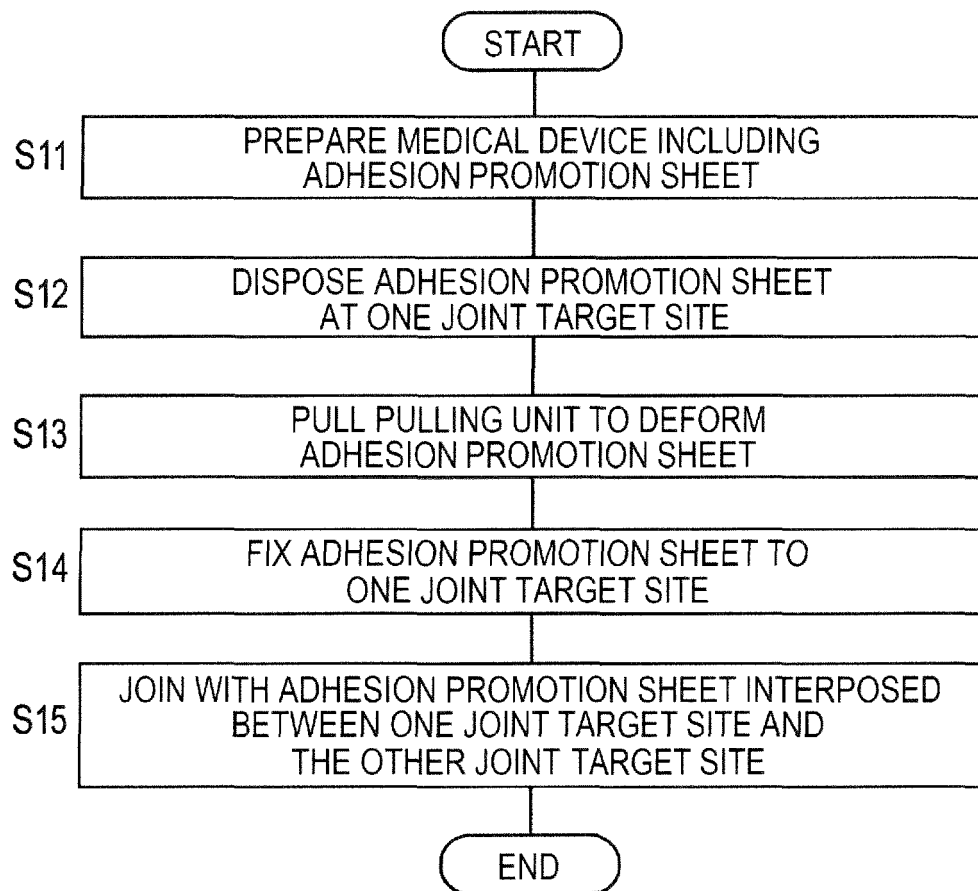 START
S11
PREPARE MEDICAL DEVICE INCLUDING
ADHESION PROMOTION SHEET
S12
DISPOSE ADHESION PROMOTION SHEET
AT ONE JOINT TARGET SITE
S13
PULL PULLING UNIT TO DEFORM
ADHESION PROMOTION SHEET
S14
FIX ADHESION PROMOTION SHEET TO
ONE JOINT TARGET SITE
S15
JOIN WITH ADHESION PROMOTION SHEET INTERPOSED
BETWEEN ONE JOINT TARGET SITE AND
THE OTHER JOINT TARGET SITE
END